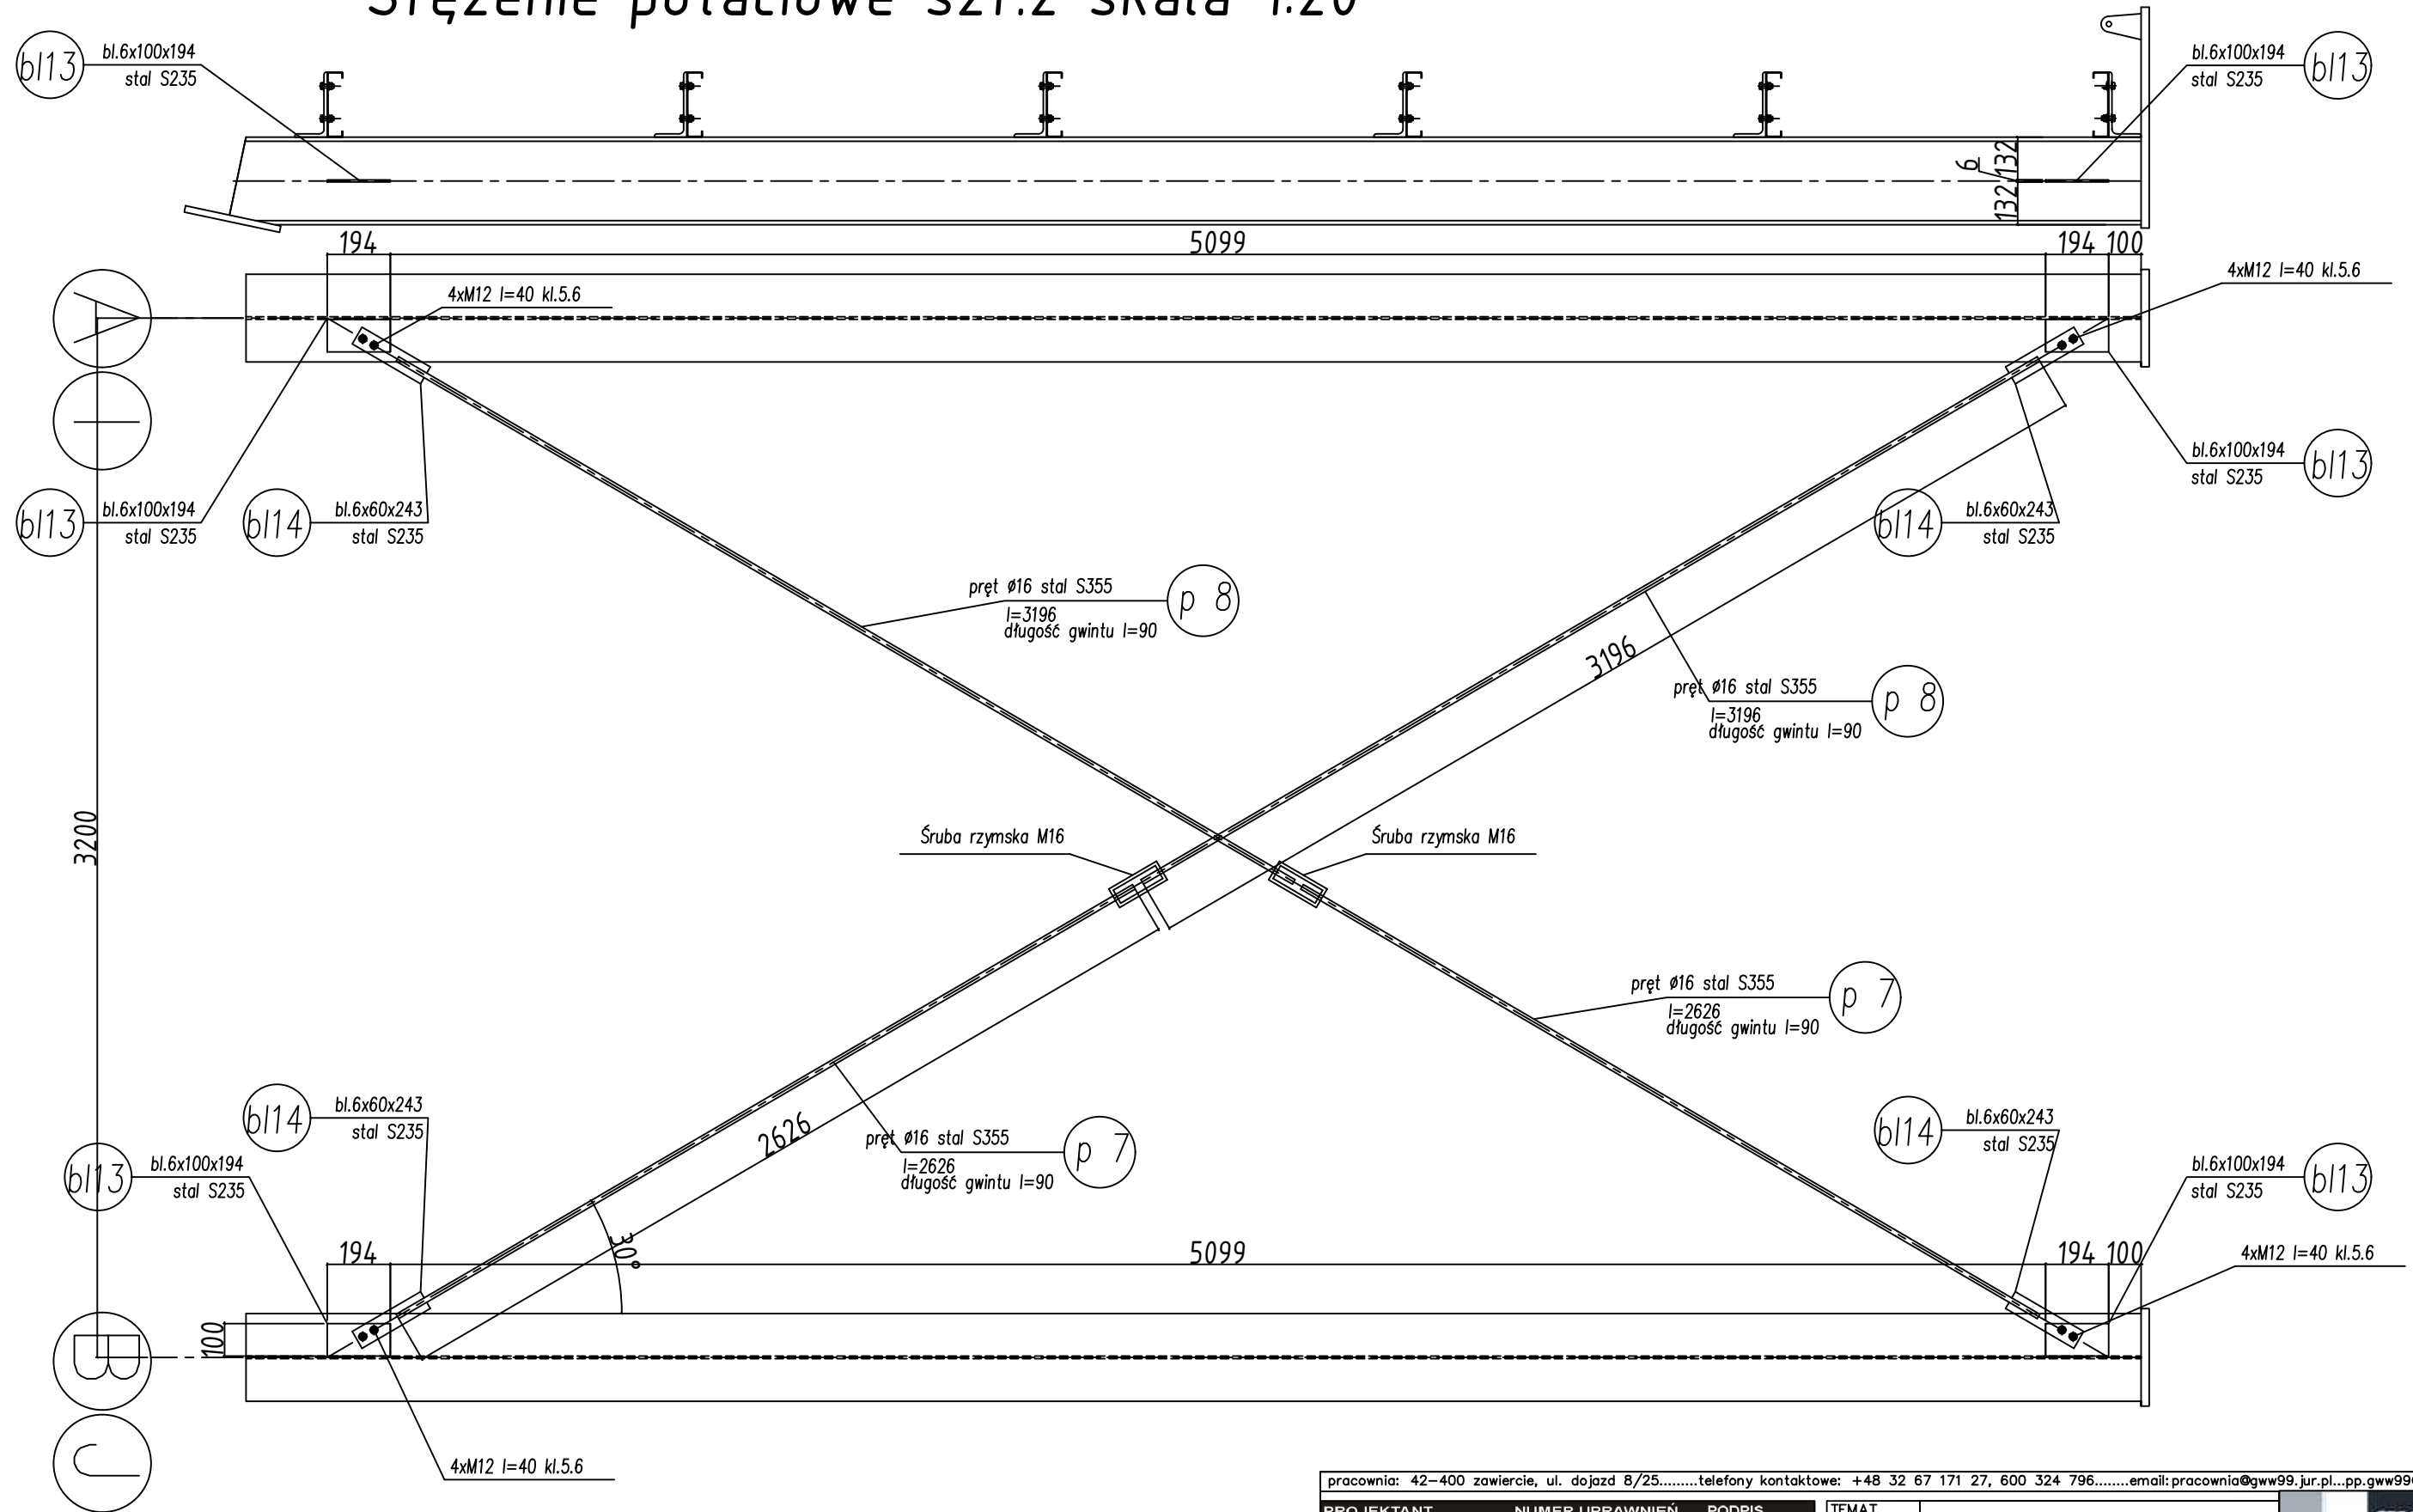 Stężenie połaciowe szt.2 skala 1:20
bl13
bl.6x100x194
stal S235
bl.6x100x194
stal S235
bl13
6
132
132
194
5099
194
100
4xM12 l=40 kl.5.6
4xM12 l=40 kl.5.6
A
I
bl13
bl.6x100x194
stal S235
bl14
bl.6x60x243
stal S235
bl.6x100x194
stal S235
bl13
bl14
bl.6x60x243
stal S235
pręt ø16 stal S355
l=3196
długość gwintu l=90
p 8
3196
pręt ø16 stal S355
l=3196
długość gwintu l=90
p 8
3200
Śruba rzymska M16
Śruba rzymska M16
pręt ø16 stal S355
l=2626
długość gwintu l=90
p 7
2626
pręt ø16 stal S355
l=2626
długość gwintu l=90
p 7
bl14
bl.6x60x243
stal S235
bl13
bl.6x100x194
stal S235
bl14
bl.6x60x243
stal S235
bl.6x100x194
stal S235
bl13
30°
194
5099
194
100
4xM12 l=40 kl.5.6
100
B
J
4xM12 l=40 kl.5.6
pracownia: 42-400 zawiercie, ul. dojazd 8/25.........telefony kontaktowe: +48 32 67 171 27, 600 324 796........email:pracownia@gww99.jur.pl...pp.gww99
PROJEKTANT NUMER UPRAWNIEŃ PODPIS
TEMAT